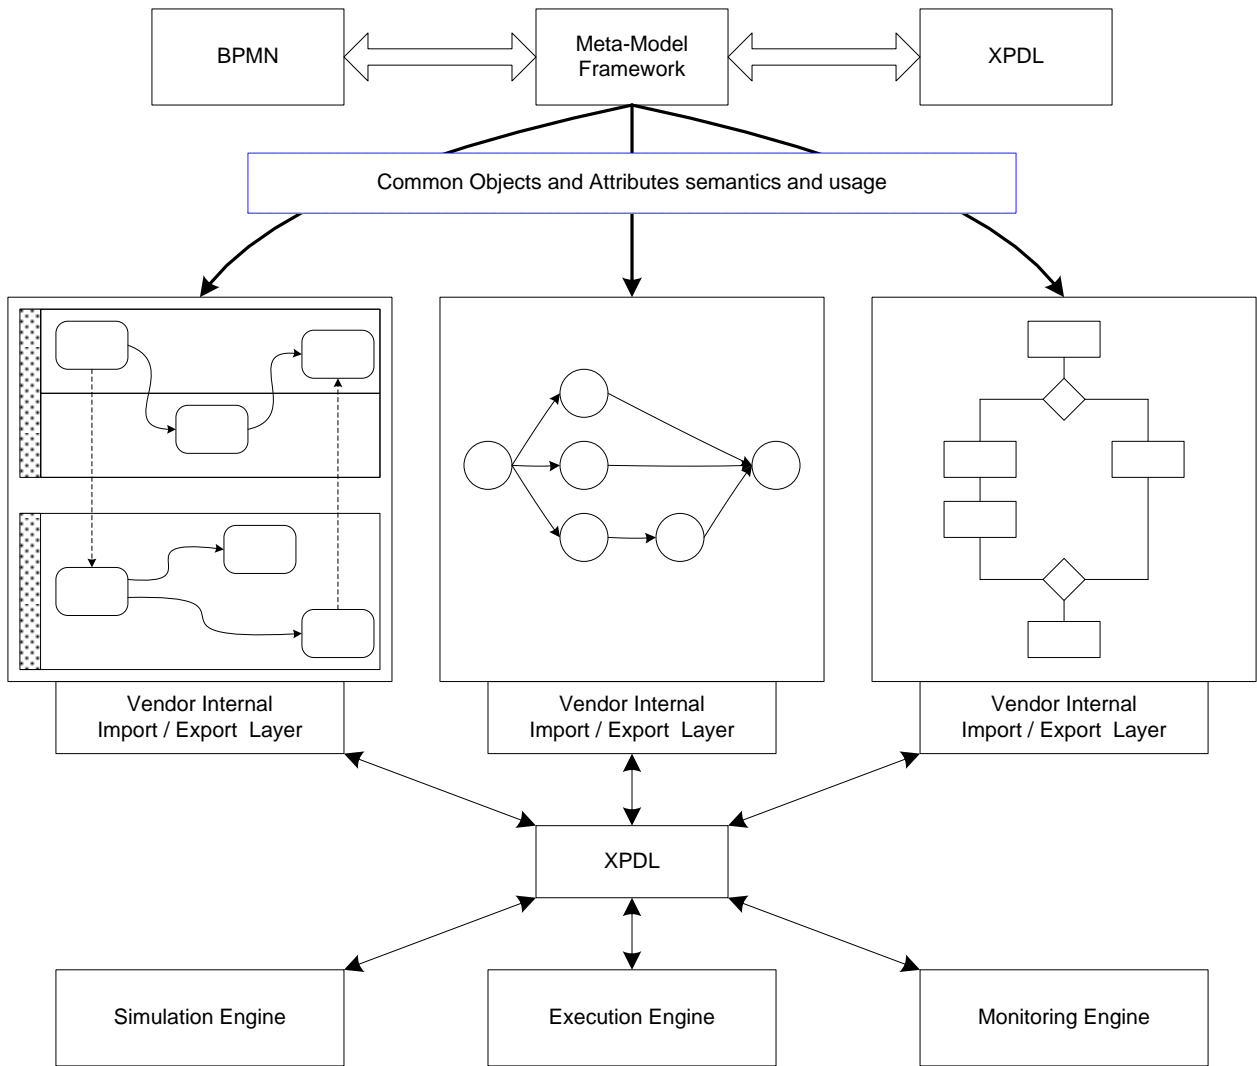 BPMN
Meta-Model
Framework
XPDL
Common Objects and Attributes semantics and usage
Vendor Internal
Import / Export Layer
Vendor Internal
Import / Export Layer
Vendor Internal
Import / Export Layer
XPDL
Simulation Engine
Execution Engine
Monitoring Engine